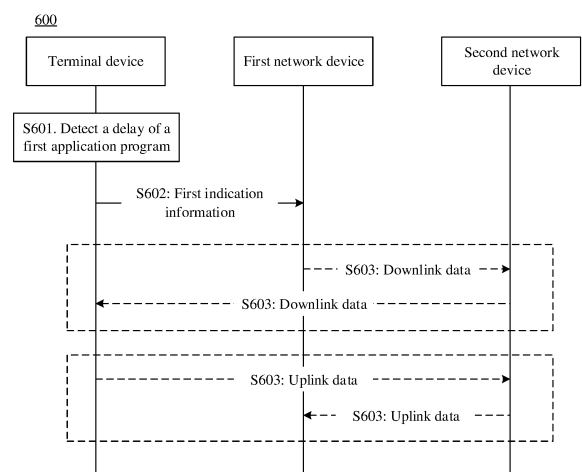 600
Terminal device
First network device
Second network
device
S601. Detect a delay of a
first application program
S602: First indication
information
S603: Downlink data
S603: Downlink data
S603: Uplink data
S603: Uplink data